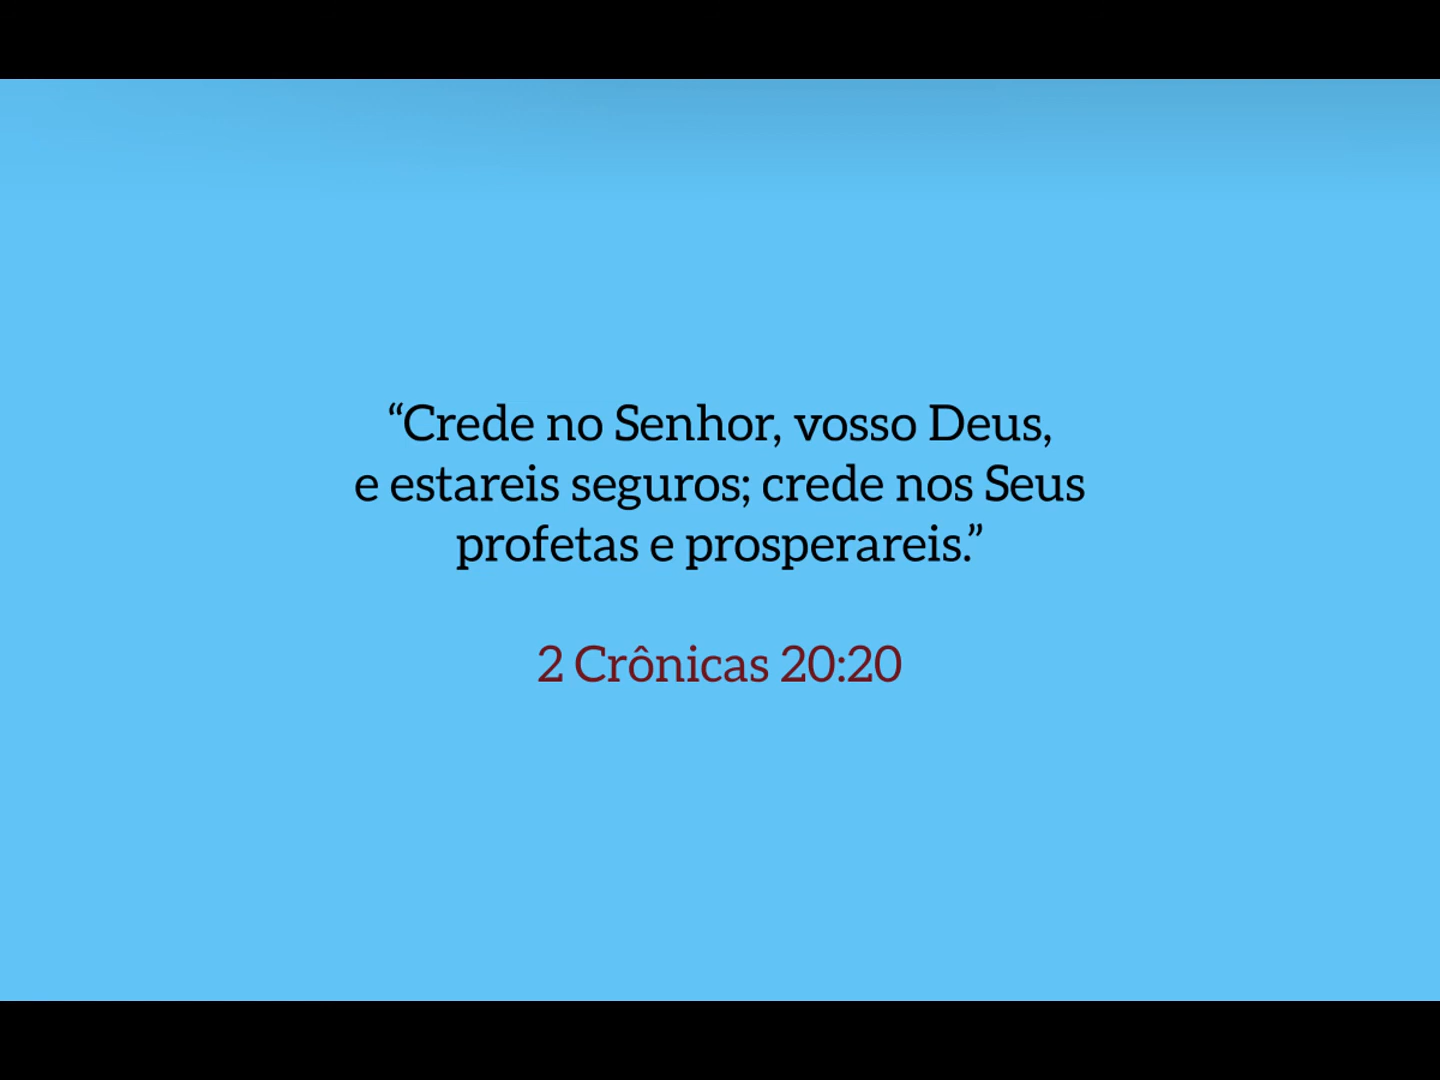 “Crede no Senhor, vosso Deus,
e estareis seguros; crede nos Seus
profetas e prosperareis.”
2 Crônicas 20:20